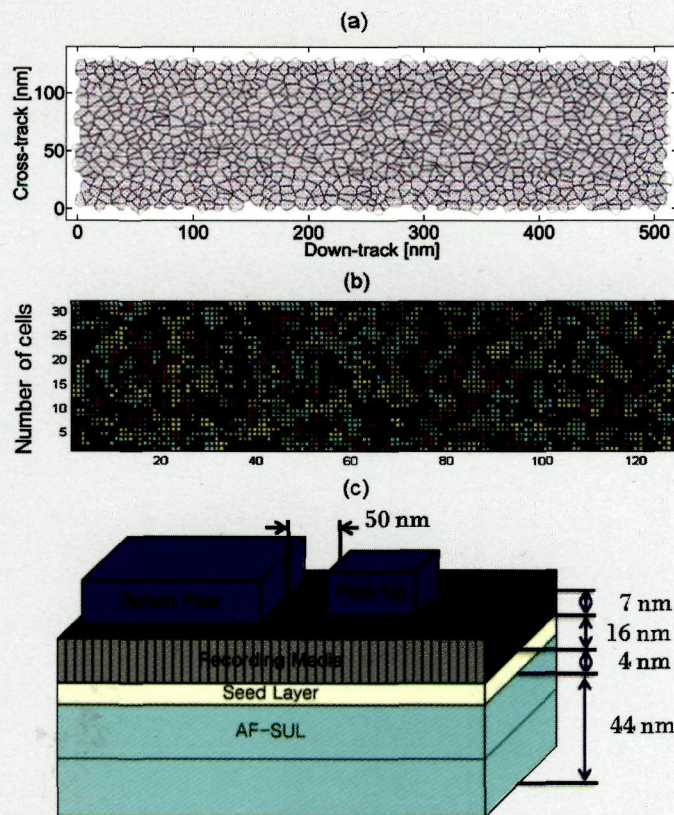 (a)
Cross-track [nm]
100
50
0
0 100 200 300 400 500
Down-track [nm]
(b)
Number of cells
30
25
20
15
10
5
20 40 60 80 100 120
(c)
50 nm
Return Pole
Pole Tip
7 nm
16 nm
Recording Media
4 nm
Seed Layer
AF-SUL
44 nm